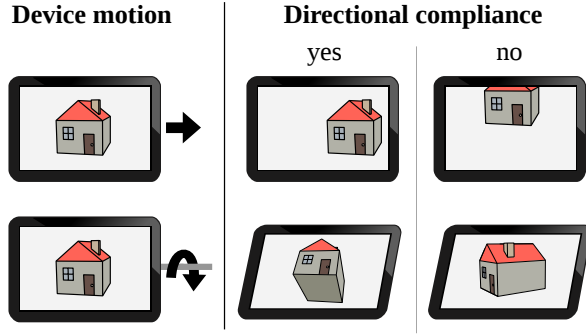 Device motion
Directional compliance
yes
no